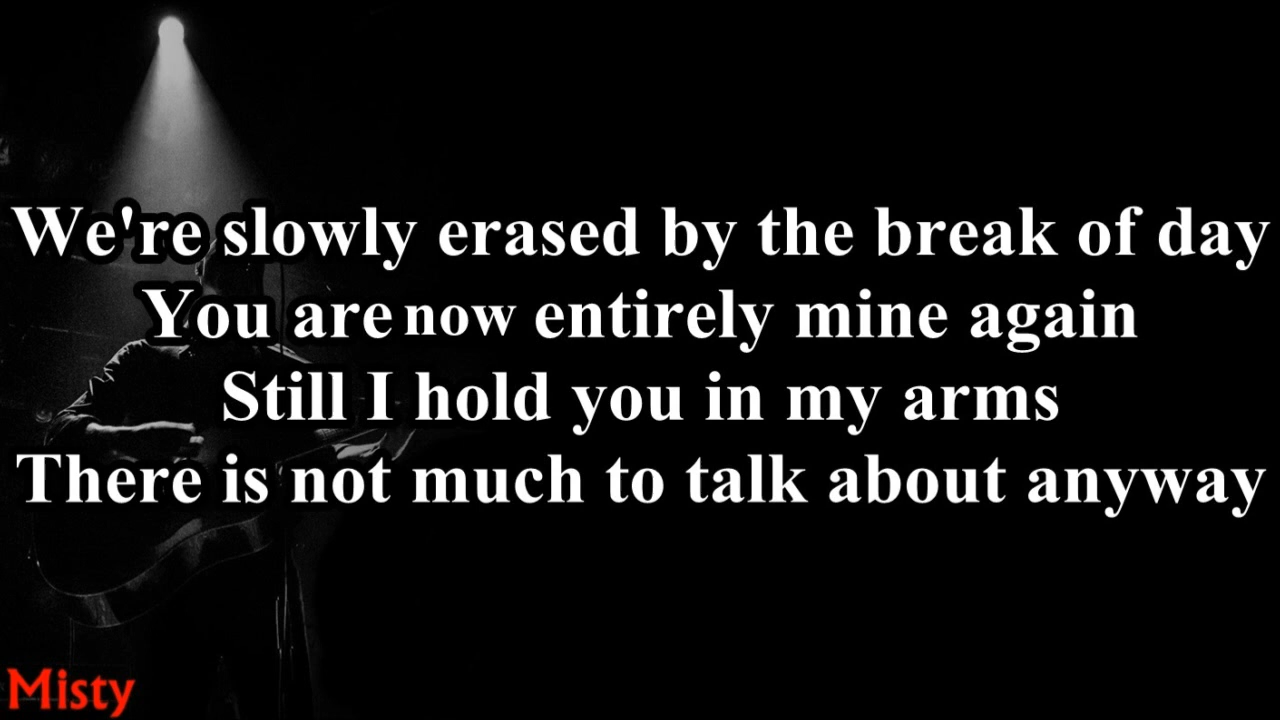 We're slowly erased by the break of day
You are now entirely mine again
Still I hold you in my arms
There is not much to talk about anyway
Misty